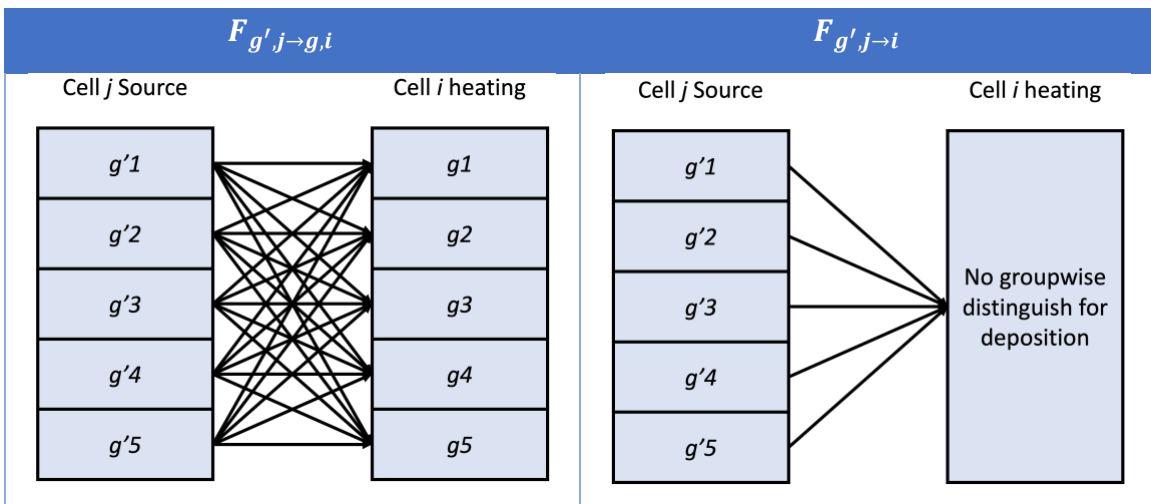 F_{g′,j→g,i}
F_{g′,j→i}
Cell j Source
Cell i heating
g′1
g′2
g′3
g′4
g′5
g1
g2
g3
g4
g5
Cell j Source
Cell i heating
g′1
g′2
g′3
g′4
g′5
No groupwise
distinguish for
deposition